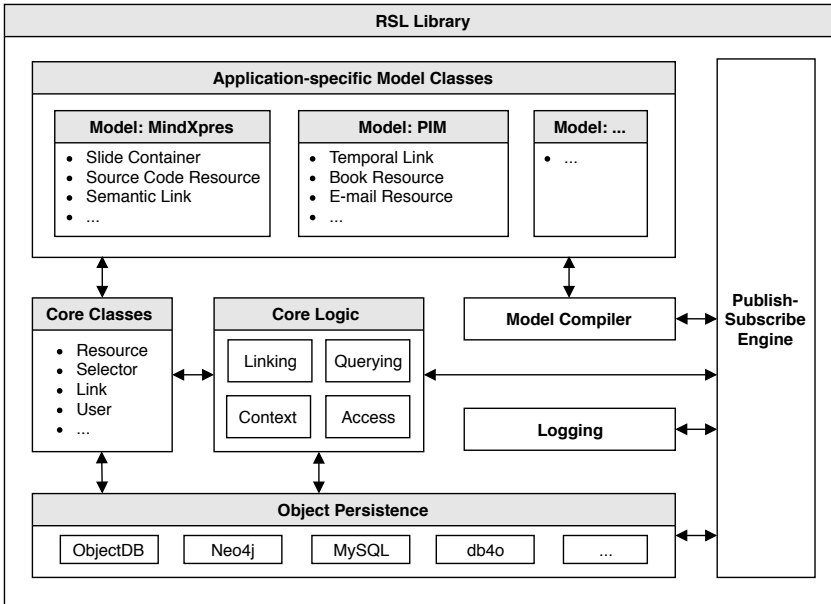 RSL Library
Application-specific Model Classes
Model: MindXpres
• Slide Container
• Source Code Resource
• Semantic Link
• ...
Model: PIM
• Temporal Link
• Book Resource
• E-mail Resource
• ...
Model: ...
• ...
Publish-
Subscribe
Engine
Core Classes
• Resource
• Selector
• Link
• User
• ...
Core Logic
Linking
Querying
Context
Access
Model Compiler
Logging
Object Persistence
ObjectDB
Neo4j
MySQL
db4o
...